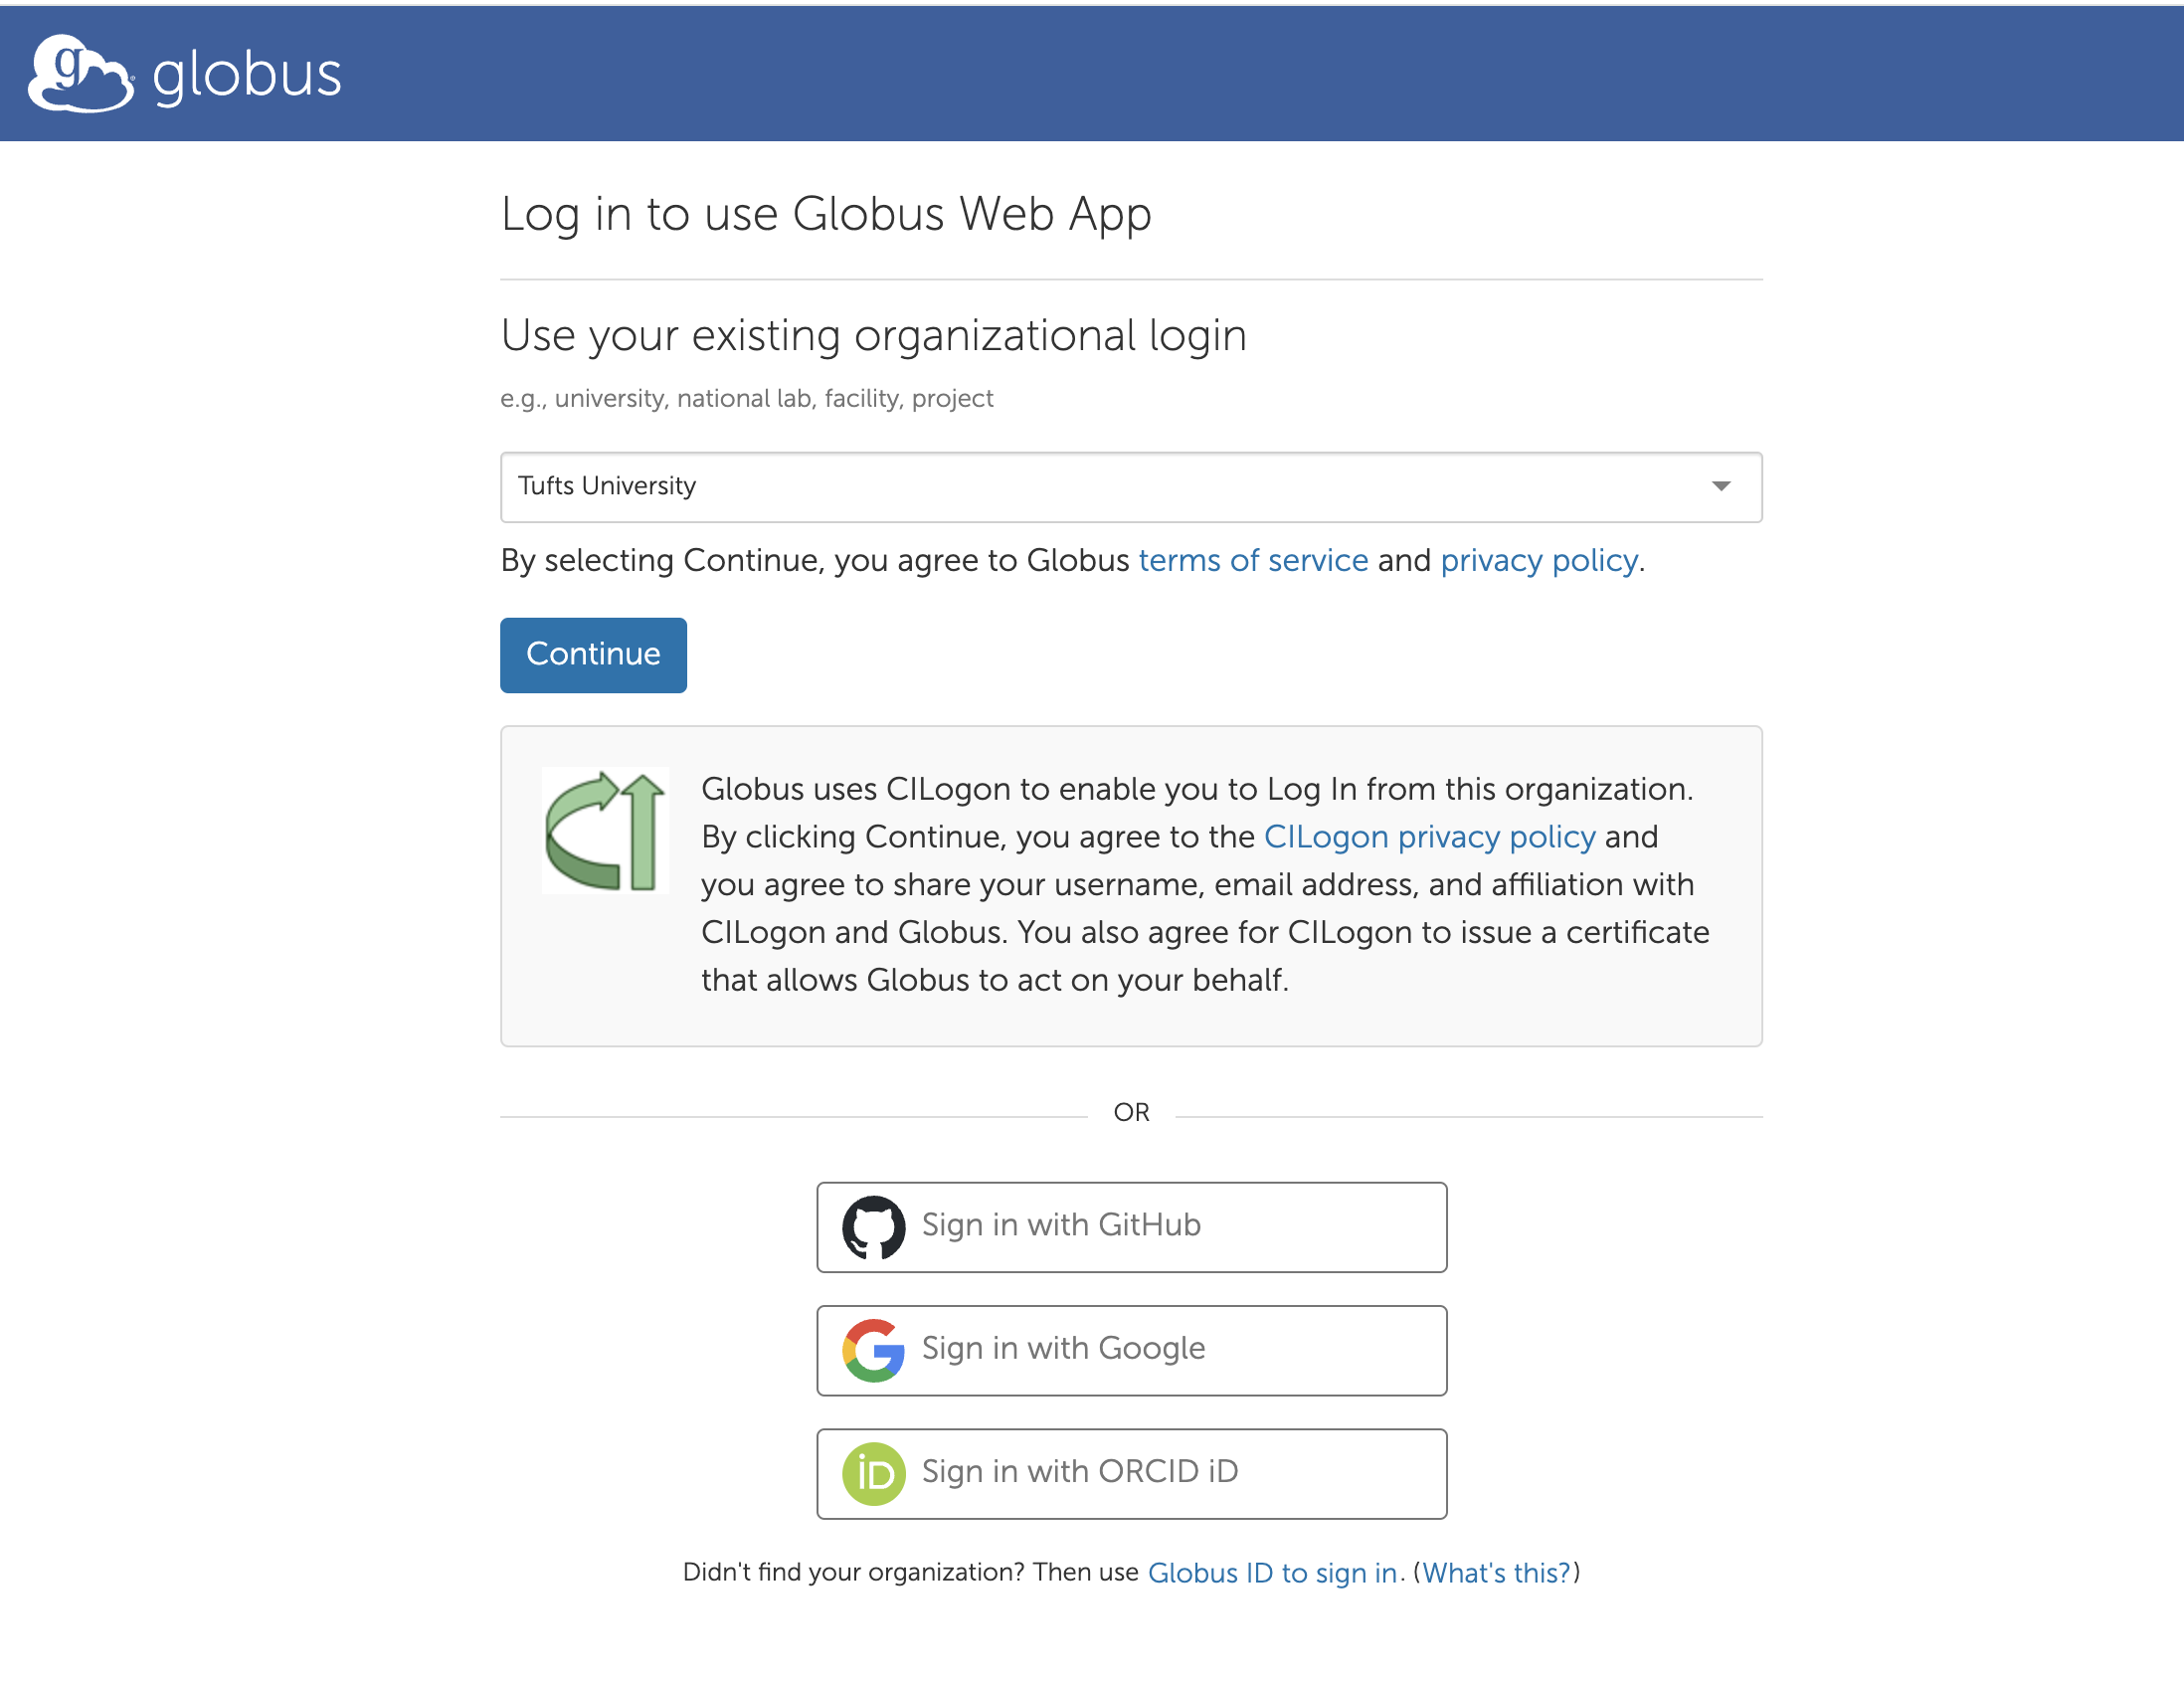 globus
Log in to use Globus Web App
Use your existing organizational login
e.g., university, national lab, facility, project
Tufts University
By selecting Continue, you agree to Globus terms of service and privacy policy.
Continue
Globus uses CILogon to enable you to Log In from this organization.
By clicking Continue, you agree to the CILogon privacy policy and
you agree to share your username, email address, and affiliation with
CILogon and Globus. You also agree for CILogon to issue a certificate
that allows Globus to act on your behalf.
OR
Sign in with GitHub
Sign in with Google
iD Sign in with ORCID iD
Didn't find your organization? Then use Globus ID to sign in. (What's this?)